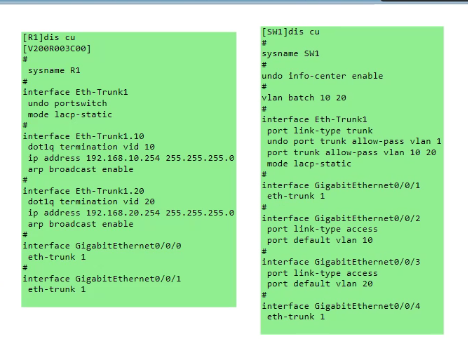 [R1]dis cu
[V200R003C00]
#
sysname R1
#
interface Eth-Trunk1
undo portswitch
mode lacp-static
#
interface Eth-Trunk1.10
dot1q termination vid 10
ip address 192.168.10.254 255.255.255.0
arp broadcast enable
#
interface Eth-Trunk1.20
dot1q termination vid 20
ip address 192.168.20.254 255.255.255.0
arp broadcast enable
#
interface GigabitEthernet0/0/0
eth-trunk 1
#
interface GigabitEthernet0/0/1
eth-trunk 1
[SW1]dis cu
#
sysname SW1
#
undo info-center enable
#
vlan batch 10 20
#
interface Eth-Trunk1
port link-type trunk
undo port trunk allow-pass vlan 1
port trunk allow-pass vlan 10 20
mode lacp-static
#
interface GigabitEthernet0/0/1
eth-trunk 1
#
interface GigabitEthernet0/0/2
port link-type access
port default vlan 10
#
interface GigabitEthernet0/0/3
port link-type access
port default vlan 20
#
interface GigabitEthernet0/0/4
eth-trunk 1